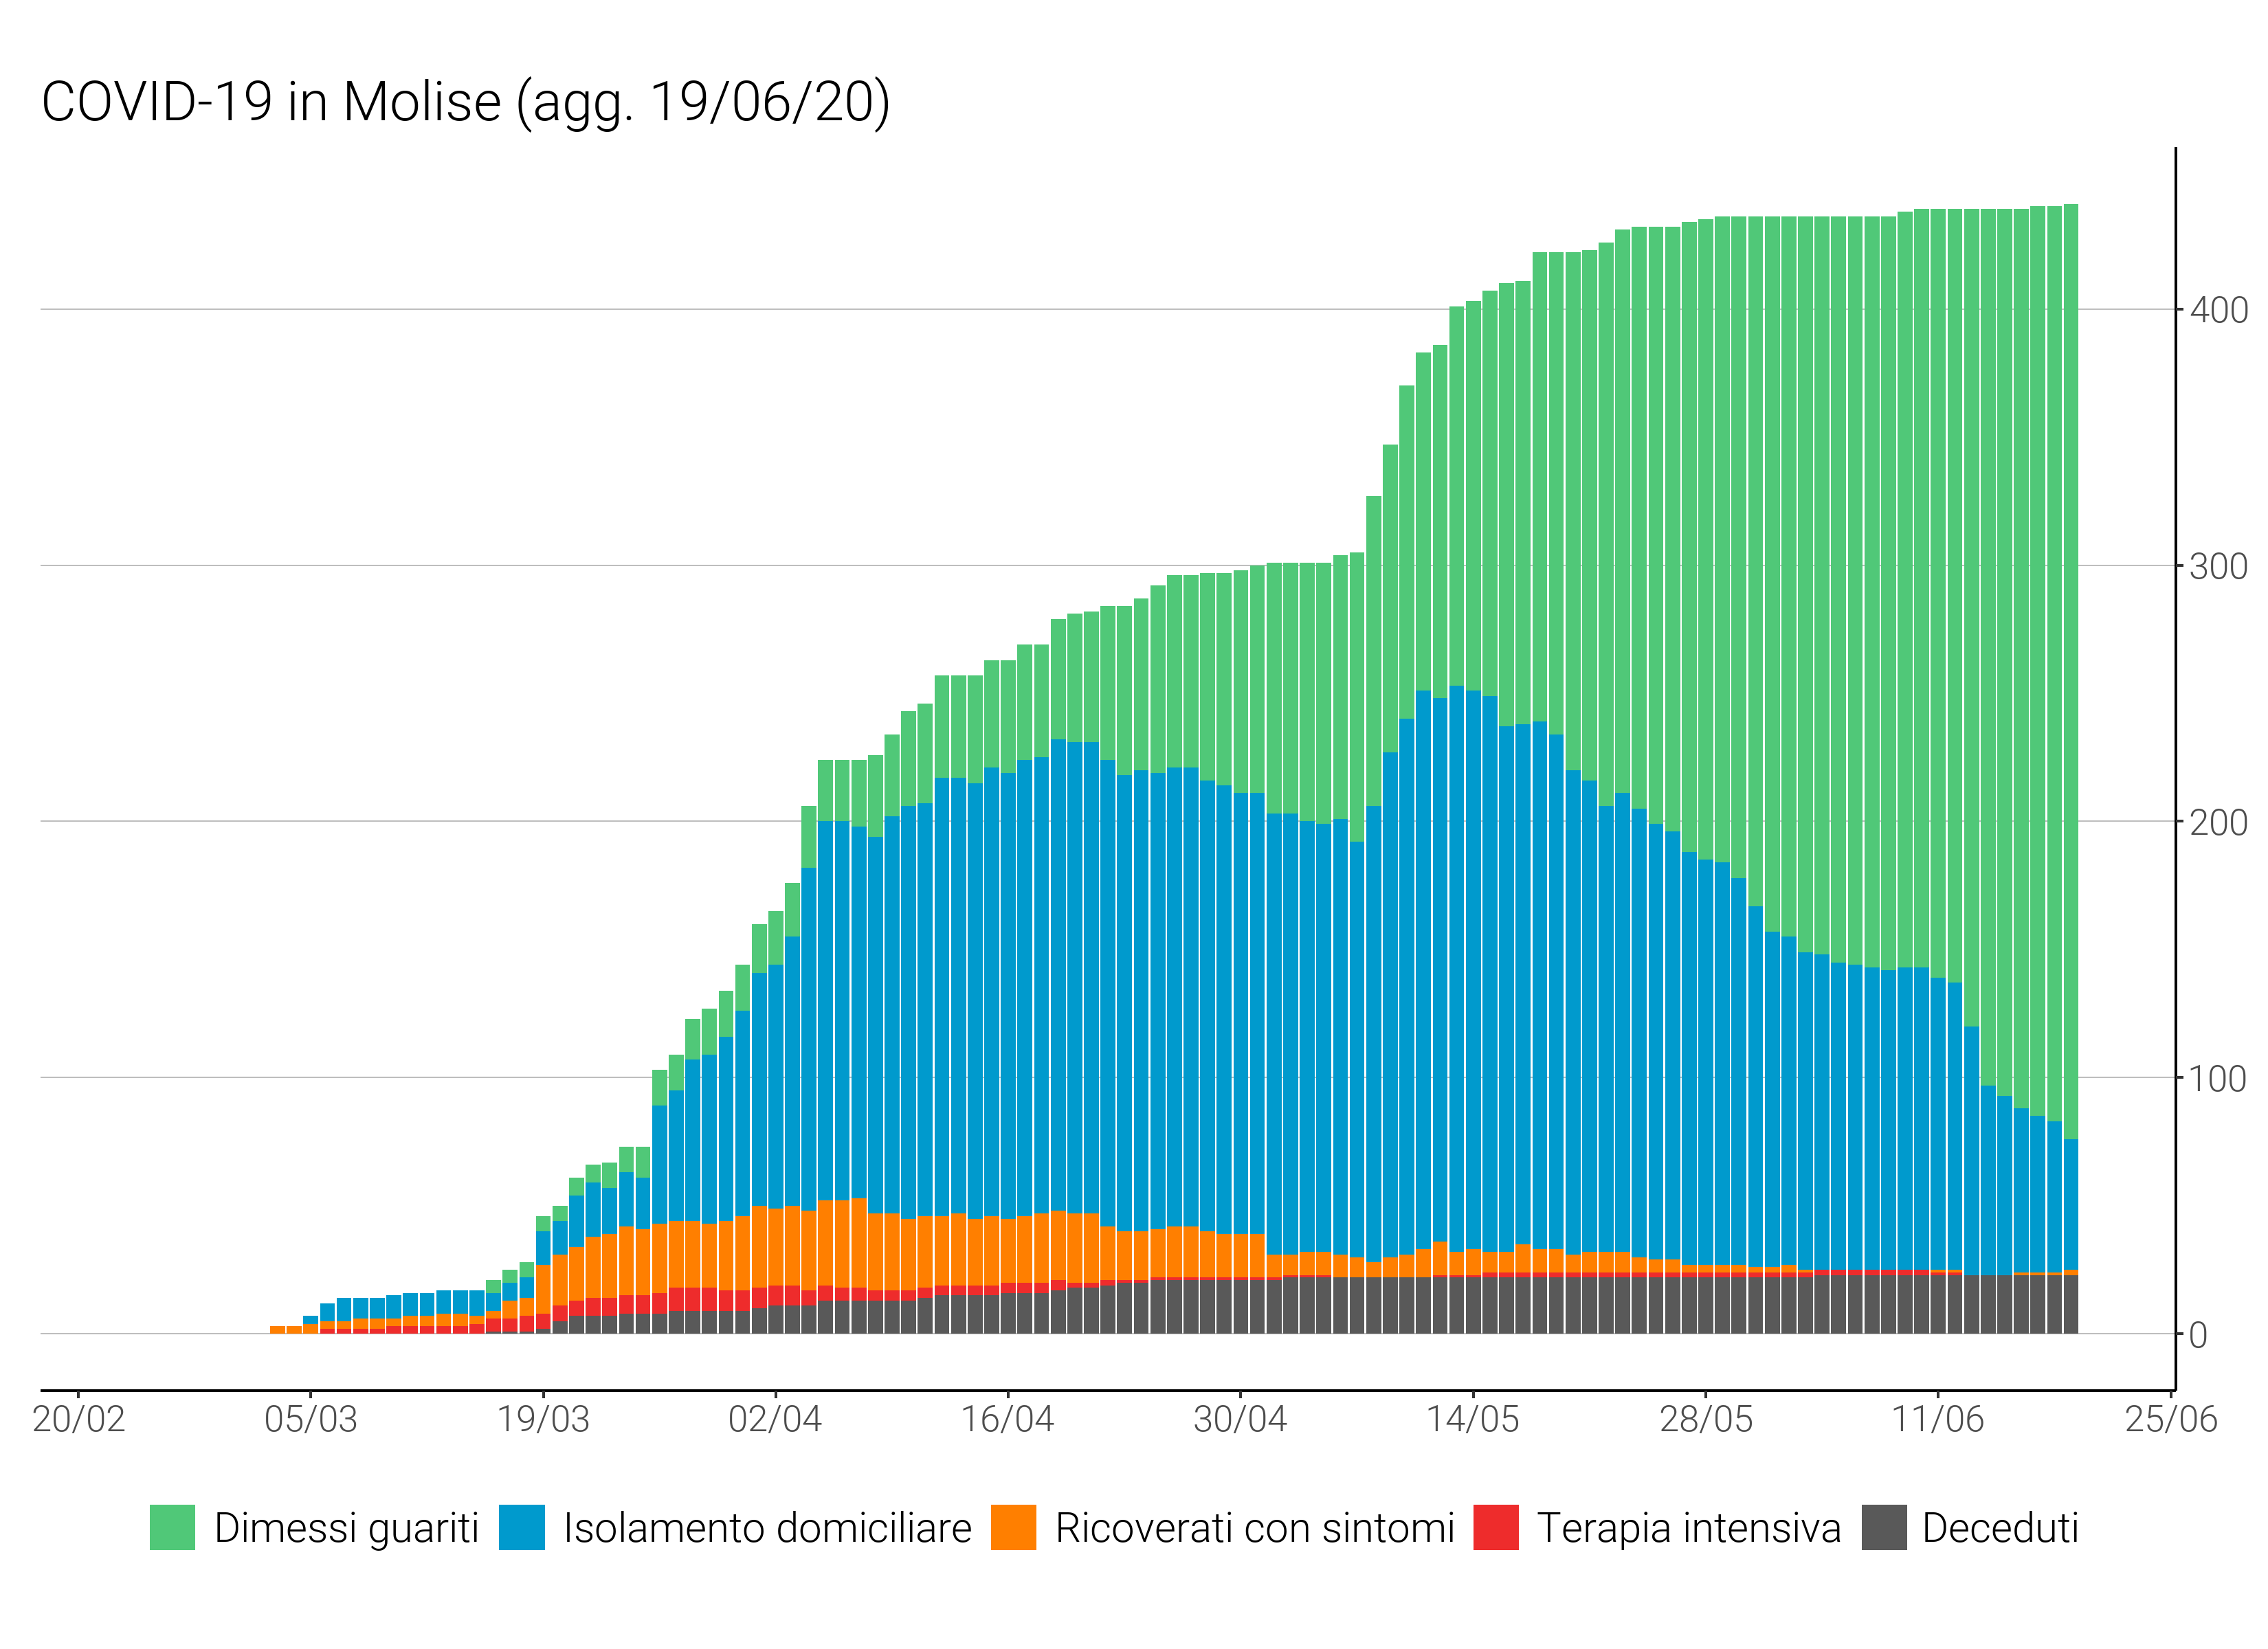 COVID-19 in Molise (agg. 19/06/20)
400
300
200
100
0
20/02 05/03 19/03 02/04 16/04 30/04 14/05 28/05 11/06 25/06
Dimessi guariti Isolamento domiciliare Ricoverati con sintomi Terapia intensiva Deceduti